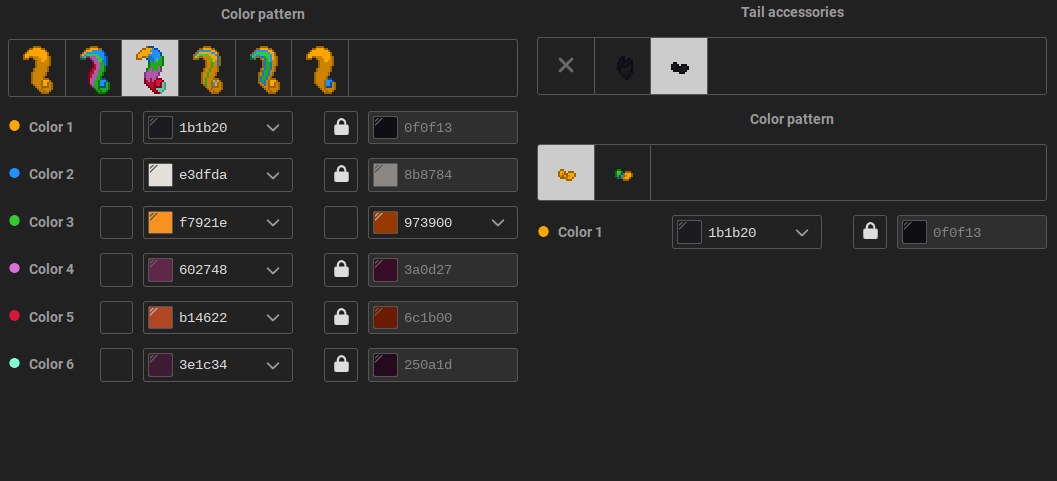 Color pattern
Color 1 1b1b20 0f0f13
Color 2 e3dfda 8b8784
Color 3 f7921e 973900
Color 4 602748 3a0d27
Color 5 b14622 6c1b00
Color 6 3e1c34 250a1d
Tail accessories
Color pattern
Color 1 1b1b20 0f0f13